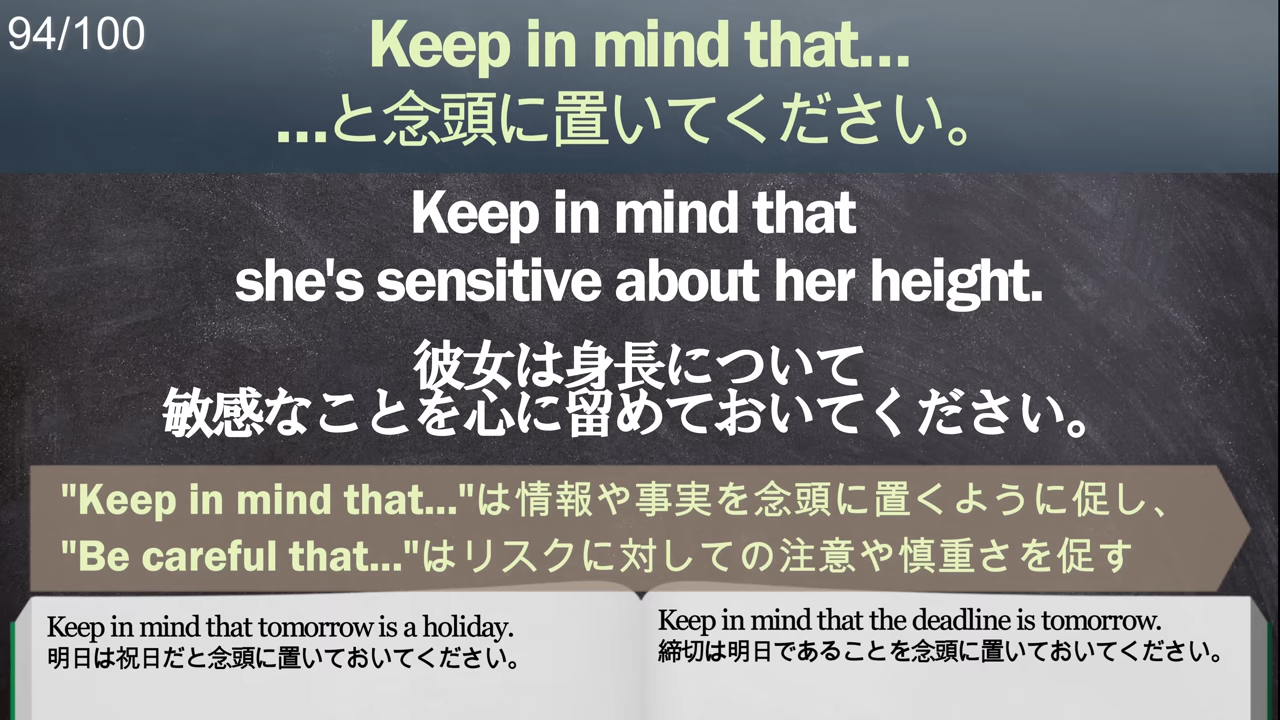 94/100
Keep in mind that...
...と念頭に置いてください。
Keep in mind that
she's sensitive about her height.
彼女は身長について
敏感なことを心に留めておいてください。
"Keep in mind that..."は情報や事実を念頭に置くように促し、
"Be careful that..."はリスクに対しての注意や慎重さを促す
Keep in mind that tomorrow is a holiday.
明日は祝日だと念頭に置いておいてください。
Keep in mind that the deadline is tomorrow.
締切は明日であることを念頭に置いておいてください。